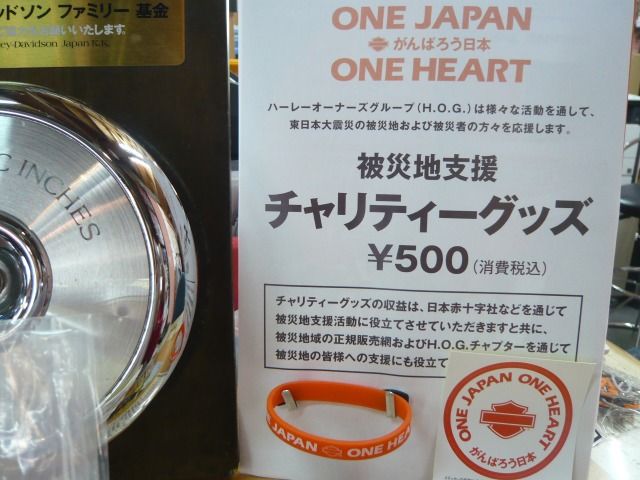 ッドソン ファミリー 基金
お願いいたします。
ey-Davidson Japan K.K.
C INCHES
ONE JAPAN
がんばろう日本
ONE HEART
ハーレーオーナーズグループ（H.O.G.）は様々な活動を通して、
東日本大震災の被災地および被災者の方々を応援します。
被災地支援
チャリティーグッズ
¥500（消費税込）
チャリティーグッズの収益は、日本赤十字社などを通じて
被災地支援活動に役立てさせていただきますと共に、
被災地域の正規販売網およびH.O.G.チャプターを通じて
被災地の皆様への支援にも役立て
JAPAN ONE HEA
ONE JAPAN ONE HEART
がんばろう日本